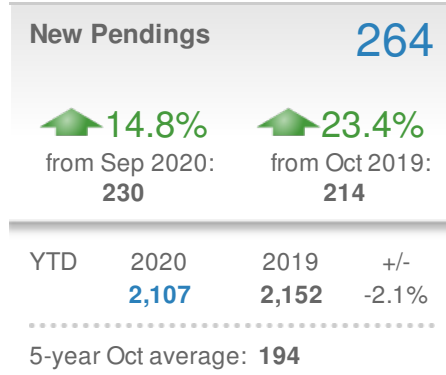 New Pendings 264
14.8% 23.4%
from Sep 2020: from Oct 2019:
230 214
YTD 2020 2019 +/-
2,107 2,152 -2.1%
5-year Oct average: 194